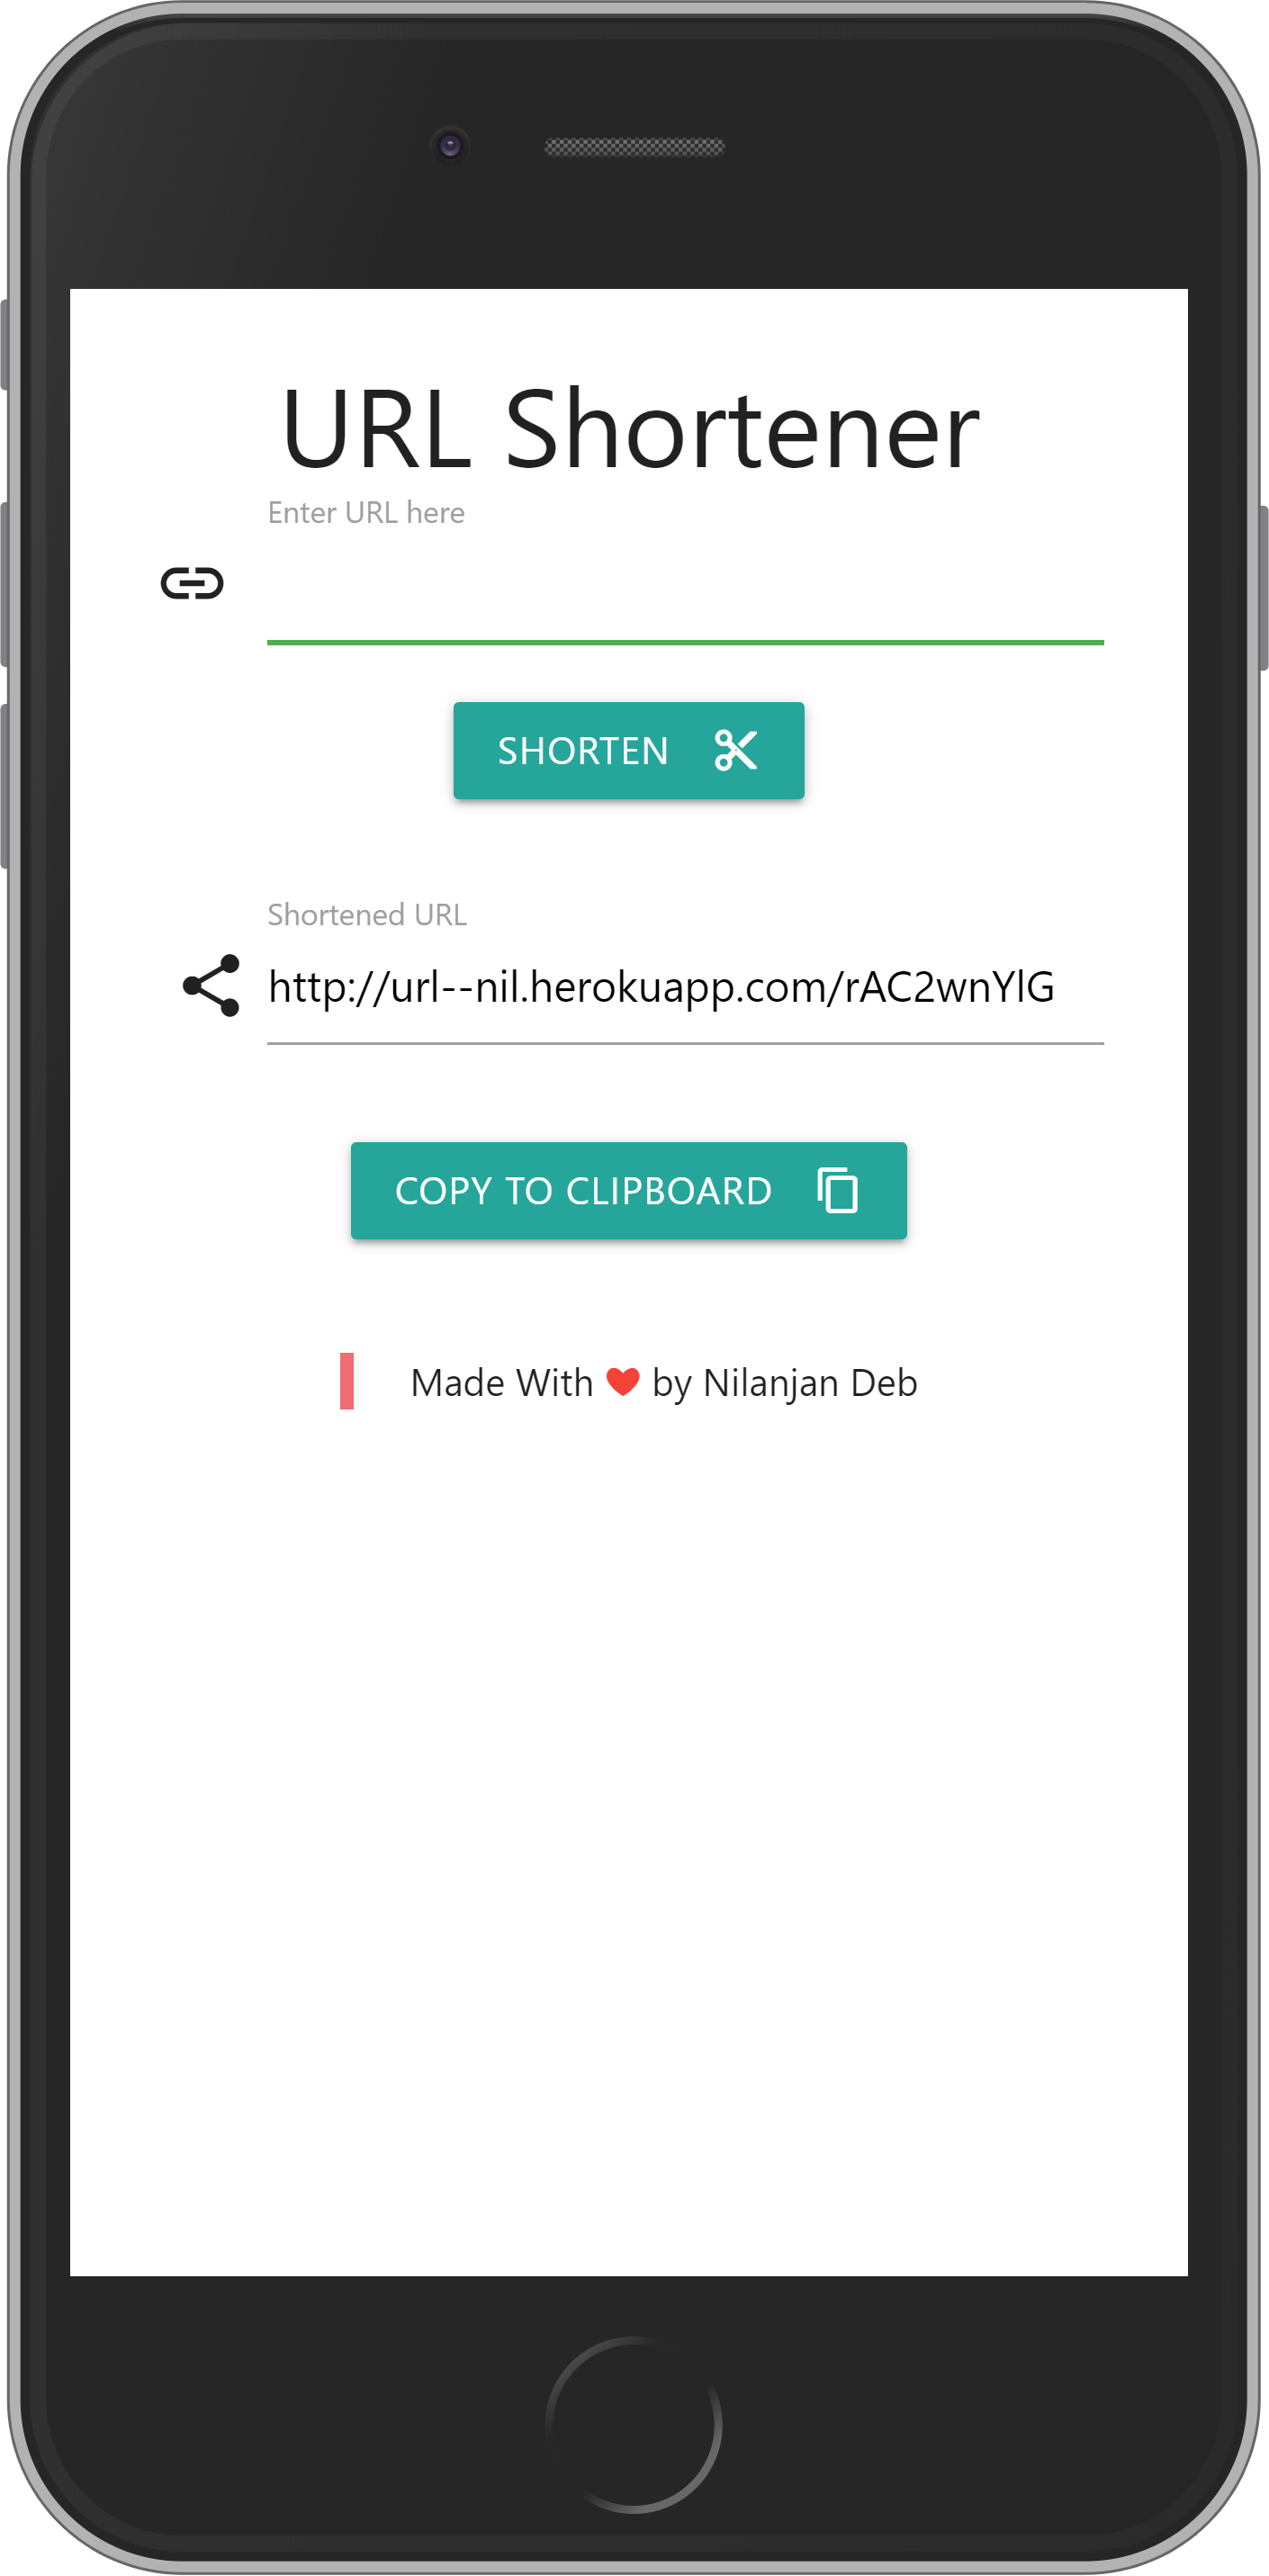 URL Shortener
Enter URL here
SHORTEN
Shortened URL
http://url--nil.herokuapp.com/rAC2wnYlG
COPY TO CLIPBOARD
Made With ❤ by Nilanjan Deb